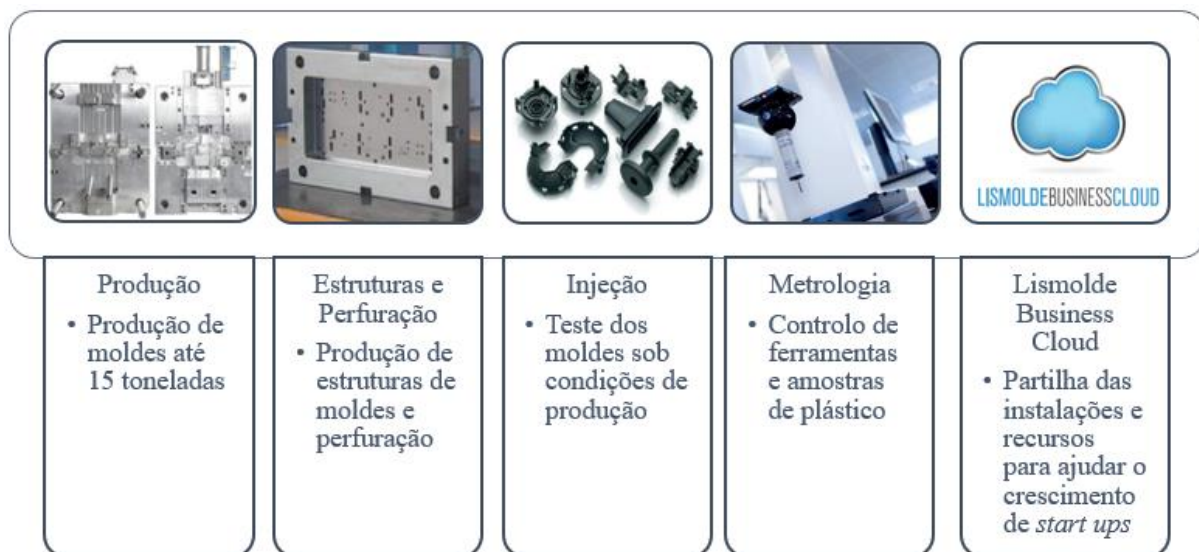 LISMOLDEBUSINESSCLOUD
Produção
• Produção de
moldes até
15 toneladas
Estruturas e
Perfuração
• Produção de
estruturas de
moldes e
perfuração
Injeção
• Teste dos
moldes sob
condições de
produção
Metrologia
• Controlo de
ferramentas
e amostras
de plástico
Lismolde
Business
Cloud
• Partilha das
instalações e
recursos
para ajudar o
crescimento
de start ups